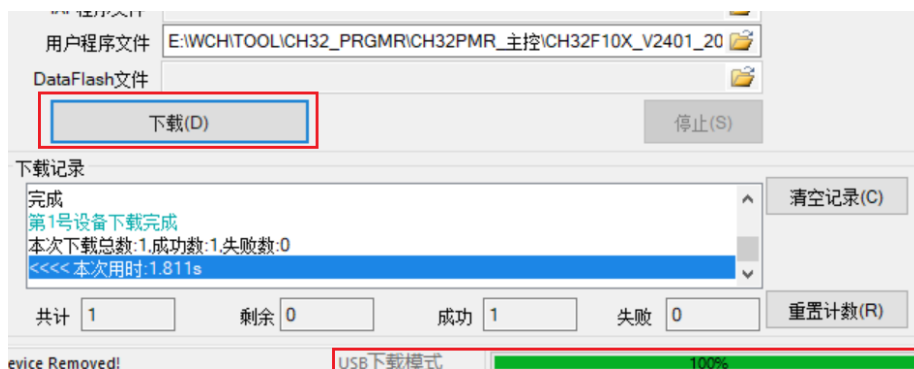 用户程序文件 E:\WCH\TOOL\CH32_PRGMR\CH32PMR_主控\CH32F10X_V2401_20
DataFlash文件
下载(D) 停止(S)
下载记录
完成 清空记录(C)
第1号设备下载完成
本次下载总数:1,成功数:1,失败数:0
<<<< 本次用时:1.811s
共计 1 剩余 0 成功 1 失败 0 重置计数(R)
evice Removed! USB下载模式 100%